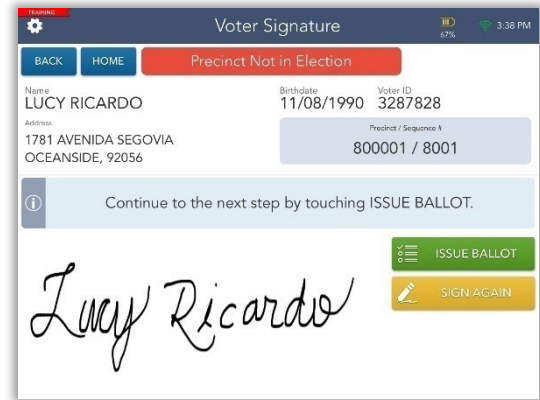 TRAINING
Voter Signature
67%
3:38 PM
BACK
HOME
Precinct Not in Election
Name
LUCY RICARDO
Birthdate
11/08/1990
Voter ID
3287828
Address
1781 AVENIDA SEGOVIA
OCEANSIDE, 92056
Precinct / Sequence #
800001 / 8001
Continue to the next step by touching ISSUE BALLOT.
ISSUE BALLOT
SIGN AGAIN
Lucy Ricardo